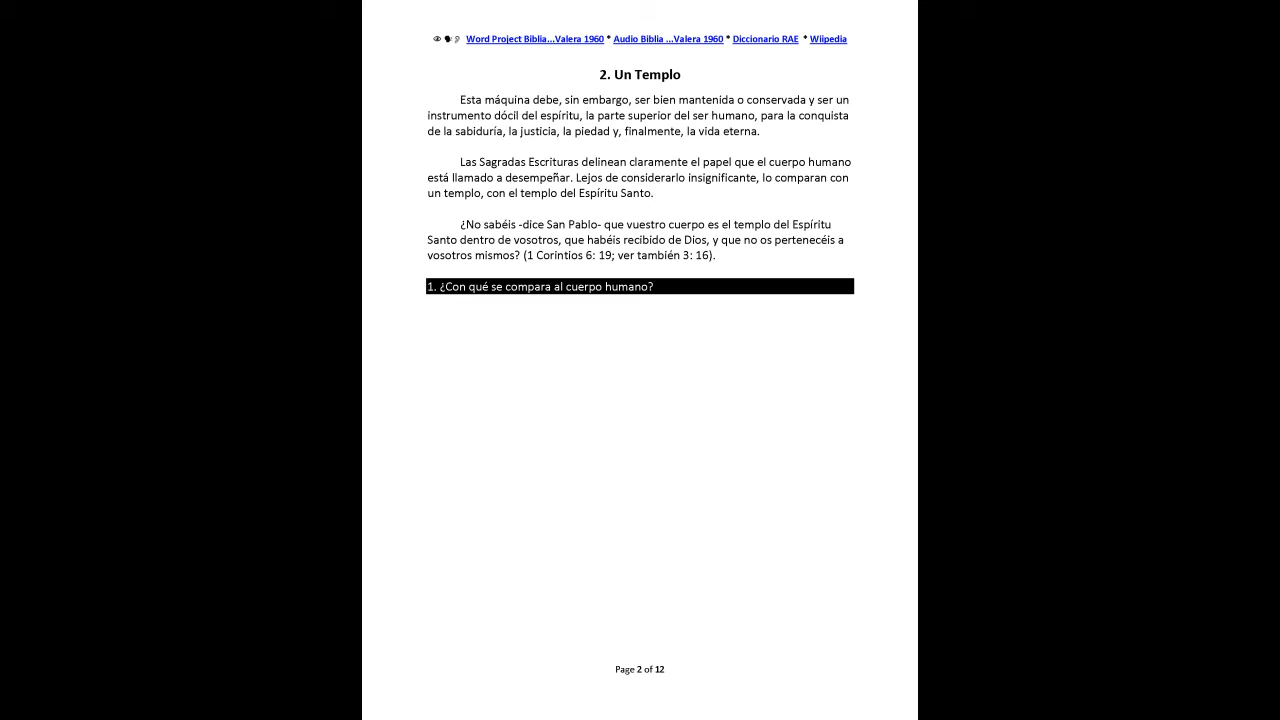 👁 🗣 👂 Word Project Biblia...Valera 1960 * Audio Biblia ...Valera 1960 * Diccionario RAE * Wiipedia
2. Un Templo
Esta máquina debe, sin embargo, ser bien mantenida o conservada y ser un
instrumento dócil del espíritu, la parte superior del ser humano, para la conquista
de la sabiduría, la justicia, la piedad y, finalmente, la vida eterna.
Las Sagradas Escrituras delinean claramente el papel que el cuerpo humano
está llamado a desempeñar. Lejos de considerarlo insignificante, lo comparan con
un templo, con el templo del Espíritu Santo.
¿No sabéis -dice San Pablo- que vuestro cuerpo es el templo del Espíritu
Santo dentro de vosotros, que habéis recibido de Dios, y que no os pertenecéis a
vosotros mismos? (1 Corintios 6: 19; ver también 3: 16).
1. ¿Con qué se compara al cuerpo humano?
Page 2 of 12